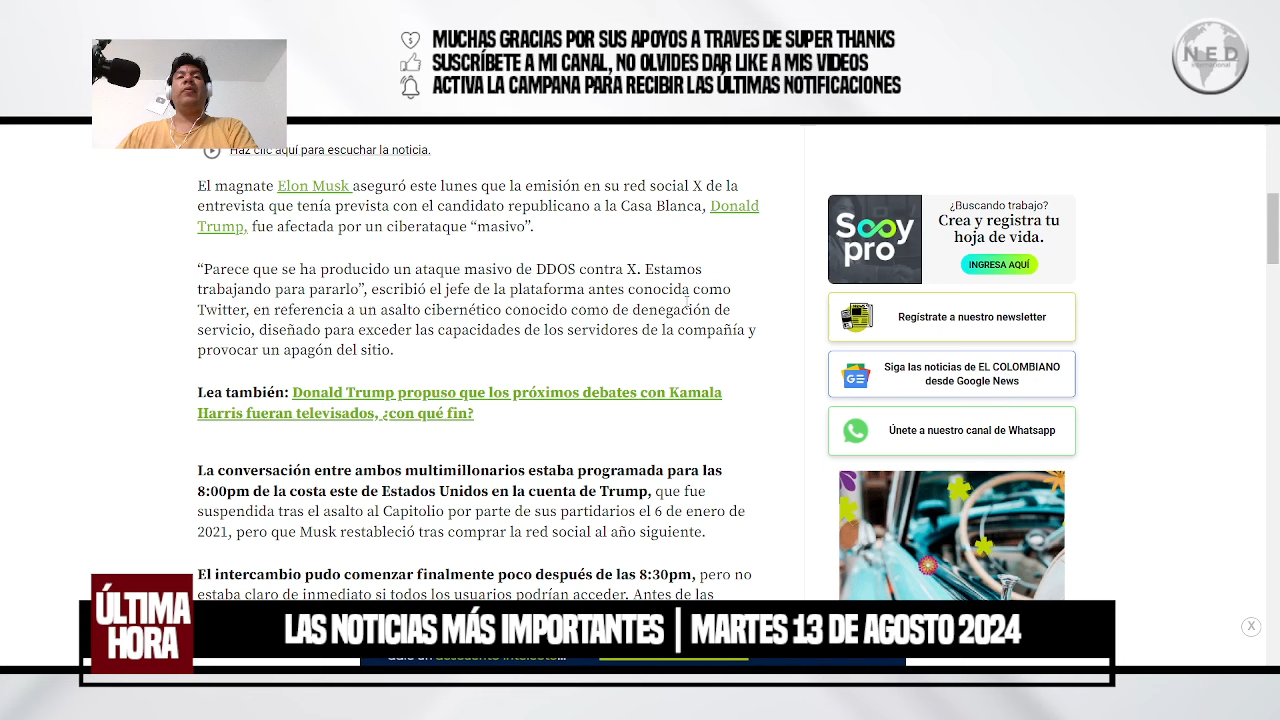 MUCHAS GRACIAS POR SUS APOYOS A TRAVES DE SUPER THANKS
SUSCRÍBETE A MI CANAL, NO OLVIDES DAR LIKE A MIS VIDEOS
ACTIVA LA CAMPANA PARA RECIBIR LAS ÚLTIMAS NOTIFICACIONES
N.E.D
international
Haz clic aquí para escuchar la noticia.
El magnate Elon Musk aseguró este lunes que la emisión en su red social X de la
entrevista que tenía prevista con el candidato republicano a la Casa Blanca, Donald
Trump, fue afectada por un ciberataque “masivo”.
“Parece que se ha producido un ataque masivo de DDOS contra X. Estamos
trabajando para pararlo”, escribió el jefe de la plataforma antes conocida como
Twitter, en referencia a un asalto cibernético conocido como de denegación de
servicio, diseñado para exceder las capacidades de los servidores de la compañía y
provocar un apagón del sitio.
Lea también: Donald Trump propuso que los próximos debates con Kamala
Harris fueran televisados, ¿con qué fin?
La conversación entre ambos multimillonarios estaba programada para las
8:00pm de la costa este de Estados Unidos en la cuenta de Trump, que fue
suspendida tras el asalto al Capitolio por parte de sus partidarios el 6 de enero de
2021, pero que Musk restableció tras comprar la red social al año siguiente.
El intercambio pudo comenzar finalmente poco después de las 8:30pm, pero no
estaba claro de inmediato si todos los usuarios podrían acceder. Antes de las
Sooy
pro
¿Buscando trabajo?
Crea y registra tu
hoja de vida.
INGRESA AQUÍ
Regístrate a nuestro newsletter
Siga las noticias de EL COLOMBIANO
desde Google News
Únete a nuestro canal de Whatsapp
X
ÚLTIMA
HORA
LAS NOTICIAS MÁS IMPORTANTES | MARTES 13 DE AGOSTO 2024